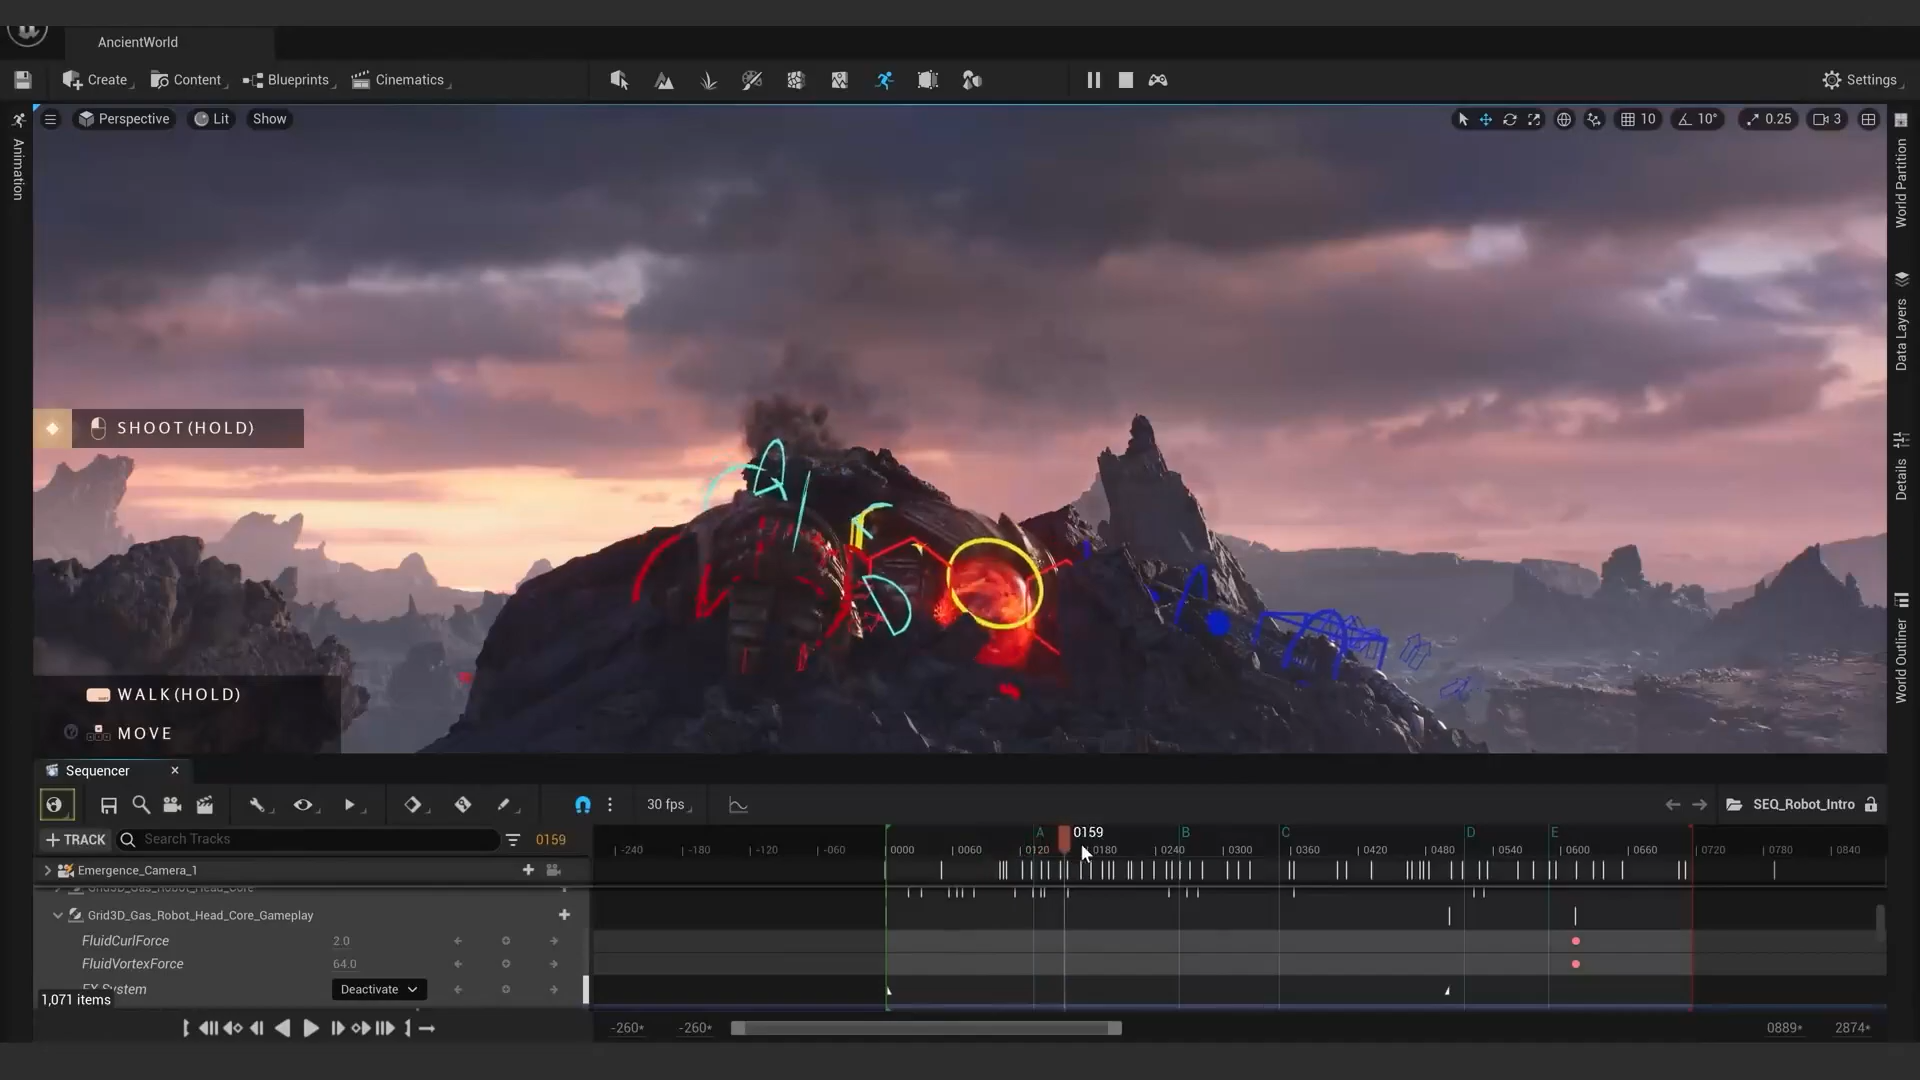 AncientWorld
Create Content Blueprints Cinematics Settings
Perspective Lit Show 10 10° 0.25 3
Animation
World Partition
Data Layers
Details
World Outliner
SHOOT(HOLD)
WALK(HOLD)
MOVE
Sequencer
30 fps SEQ_Robot_Intro
+ TRACK Search Tracks 0159
A 0159 B C D E
-240 -180 -120 -060 0000 0060 0120 0180 0240 0300 0360 0420 0480 0540 0600 0660 0720 0780 0840
Emergence_Camera_1
Grid3D_Gas_Robot_Head_Core
Grid3D_Gas_Robot_Head_Core_Gameplay
FluidCurlForce 2.0
FluidVortexForce 64.0
FX System Deactivate
1,071 items
-260* -260* 0889* 2874*